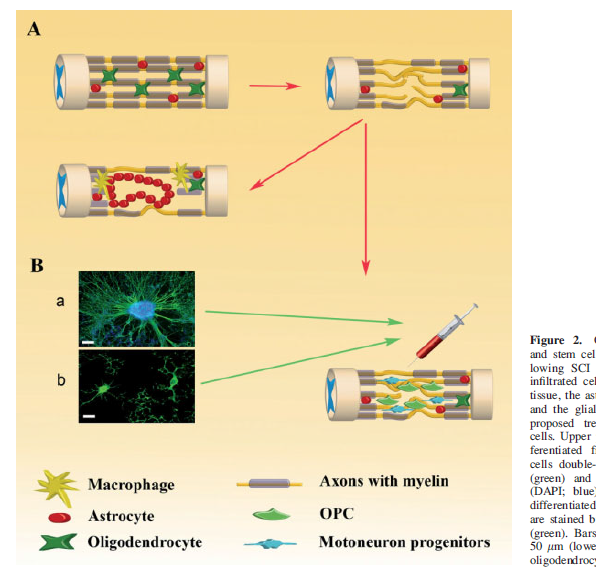 A
B
a
b
Macrophage
Astrocyte
Oligodendrocyte
Axons with myelin
OPC
Motoneuron progenitors
Figure 2.
and stem cel
lowing SCI
infiltrated cel
tissue, the as
and the glial
proposed tre
cells. Upper
ferentiated fi
cells double-
(green) and
(DAPI; blue)
differentiated
are stained b
(green). Bars
50 μm (lowe
oligodendrocy